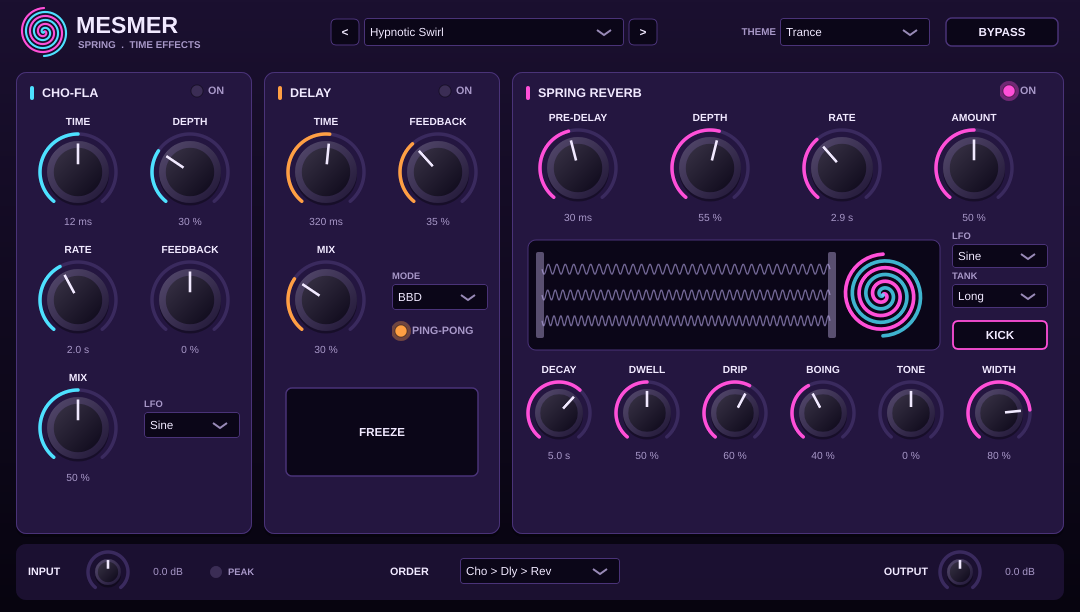 MESMER
SPRING . TIME EFFECTS
<
Hypnotic Swirl
>
THEME
Trance
BYPASS
CHO-FLA
ON
TIME
DEPTH
12 ms
30 %
RATE
FEEDBACK
2.0 s
0 %
MIX
LFO
Sine
50 %
DELAY
ON
TIME
FEEDBACK
320 ms
35 %
MIX
MODE
BBD
PING-PONG
30 %
FREEZE
SPRING REVERB
ON
PRE-DELAY
DEPTH
RATE
AMOUNT
30 ms
55 %
2.9 s
50 %
LFO
Sine
TANK
Long
KICK
DECAY
DWELL
DRIP
BOING
TONE
WIDTH
5.0 s
50 %
60 %
40 %
0 %
80 %
INPUT
0.0 dB
PEAK
ORDER
Cho > Dly > Rev
OUTPUT
0.0 dB